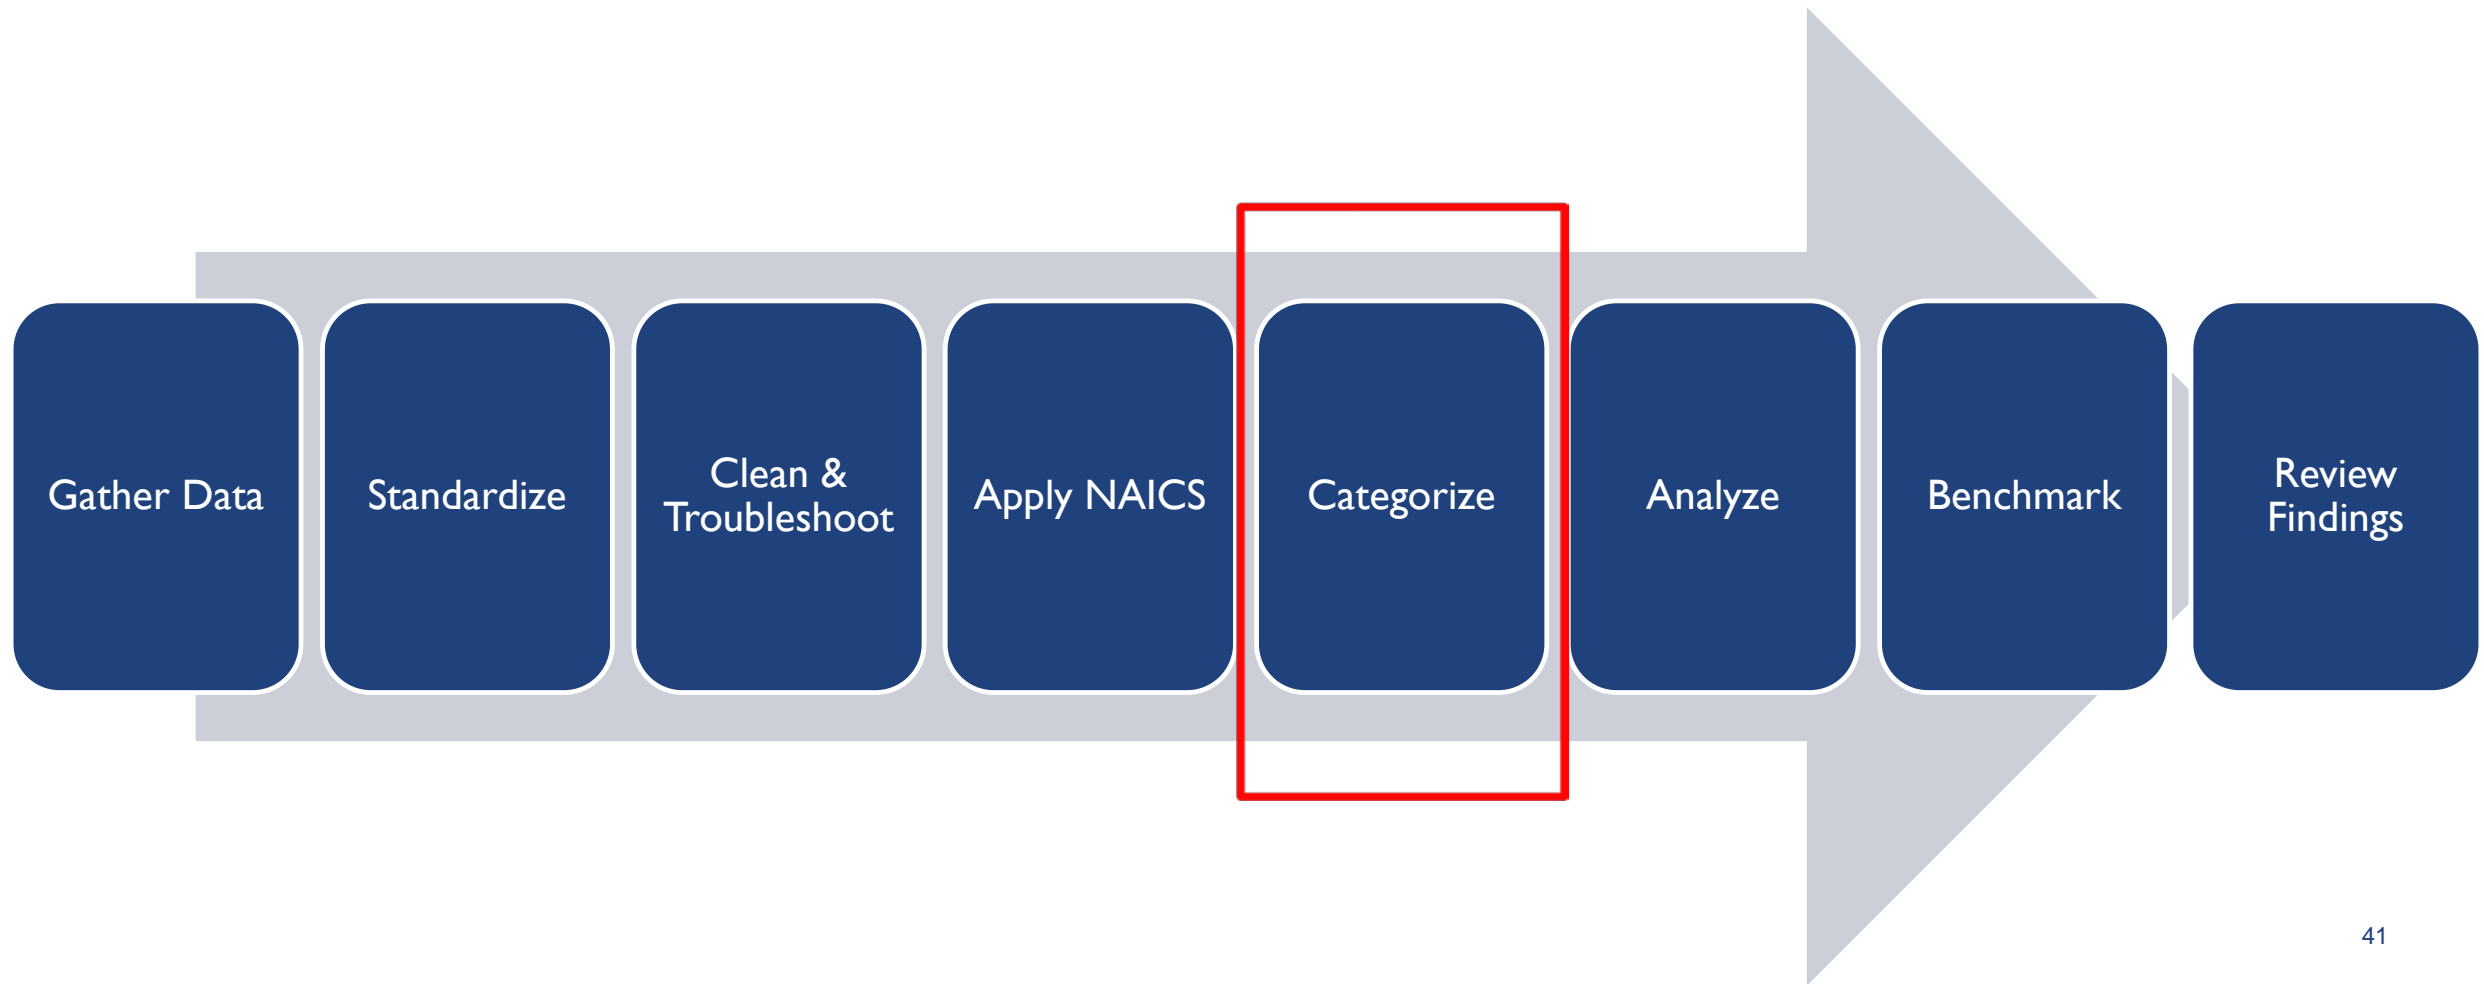 Gather Data
Standardize
Clean &
Troubleshoot
Apply NAICS
Categorize
Analyze
Benchmark
Review
Findings
41